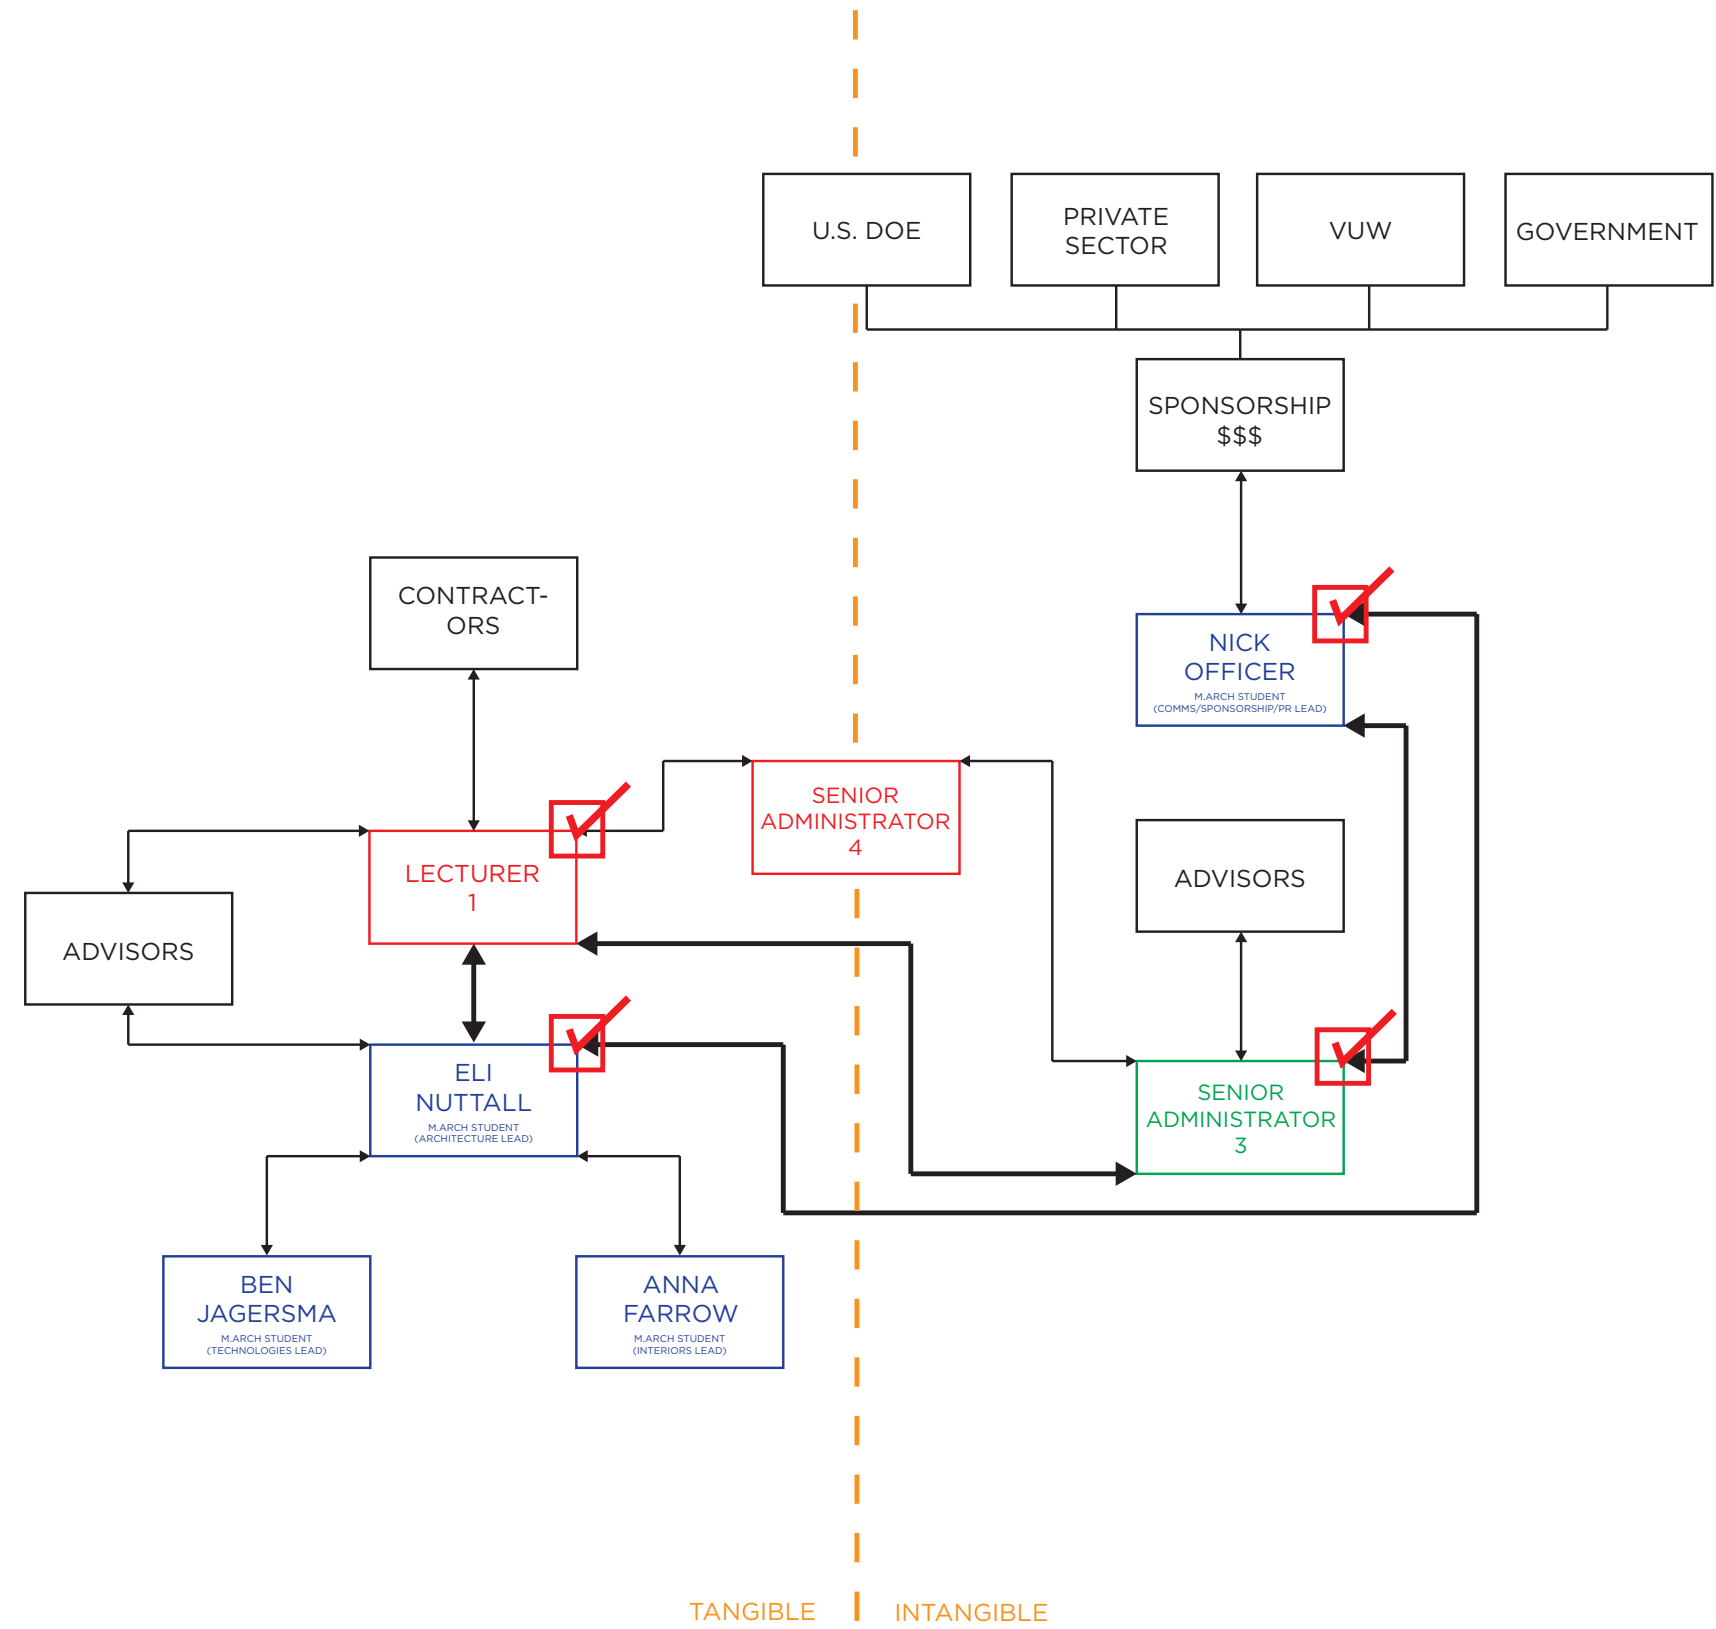 U.S. DOE
PRIVATE
SECTOR
VUW
GOVERNMENT
SPONSORSHIP
$$$
CONTRACT-
ORS
NICK
OFFICER
M.ARCH STUDENT
(COMMS/SPONSORSHIP/PR LEAD)
SENIOR
ADMINISTRATOR
4
LECTURER
1
ADVISORS
ADVISORS
ELI
NUTTALL
M.ARCH STUDENT
(ARCHITECTURE LEAD)
SENIOR
ADMINISTRATOR
3
BEN
JAGERSMA
M.ARCH STUDENT
(TECHNOLOGIES LEAD)
ANNA
FARROW
M.ARCH STUDENT
(INTERIORS LEAD)
TANGIBLE
INTANGIBLE